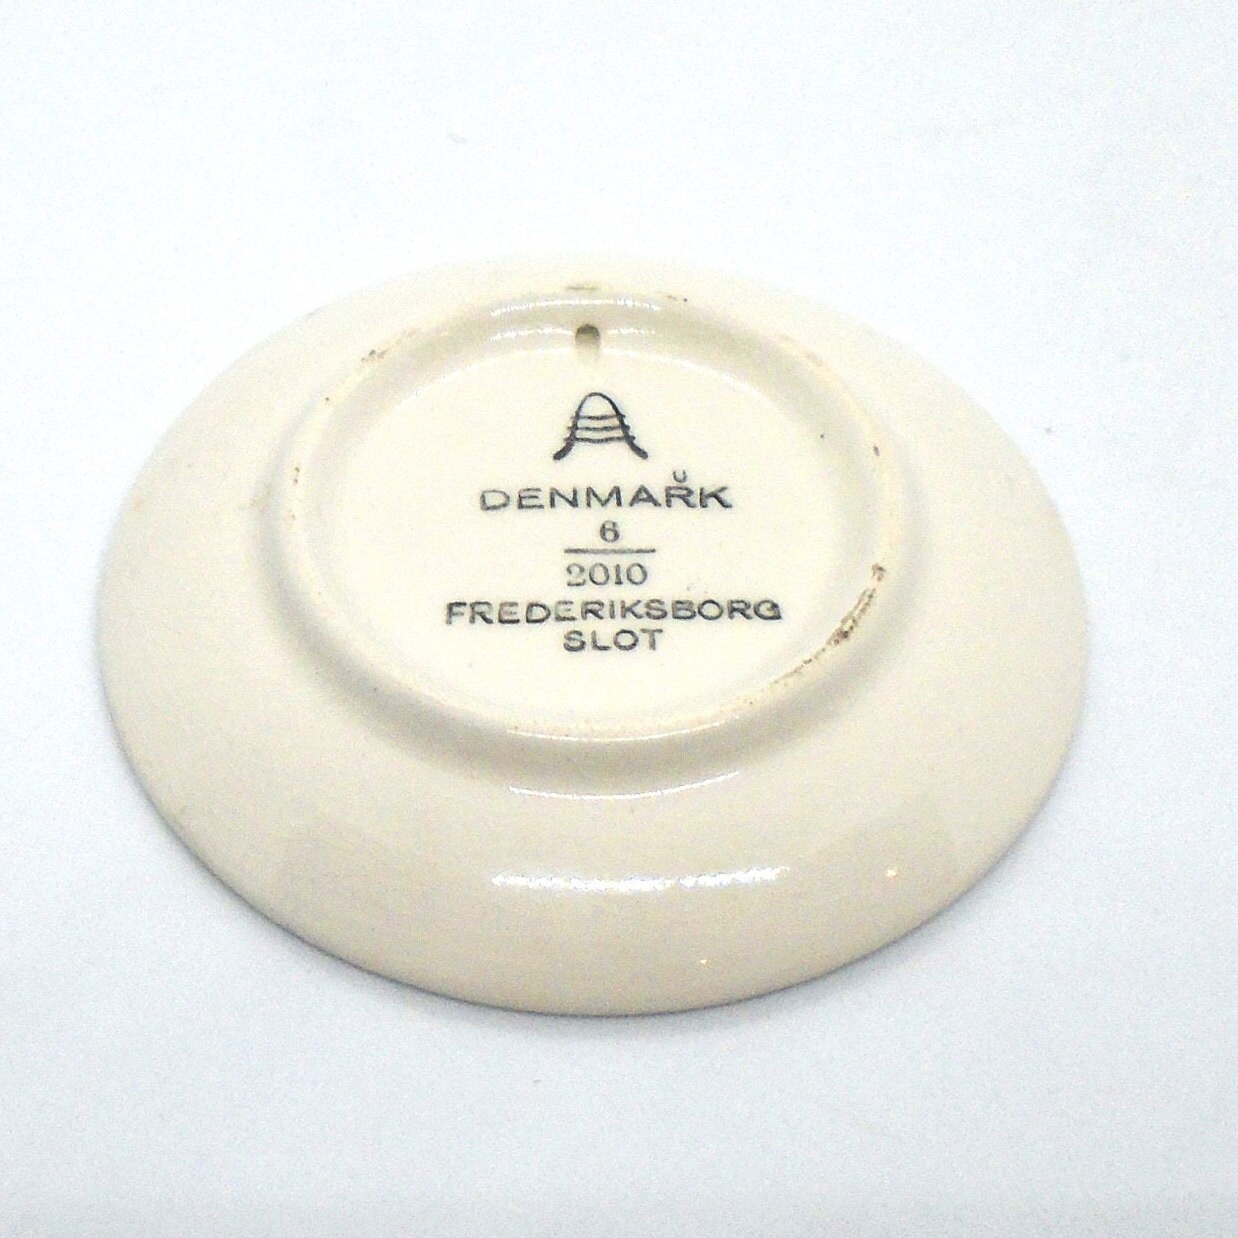 DENMARK
6
2010
FREDERIKSBORG
SLOT